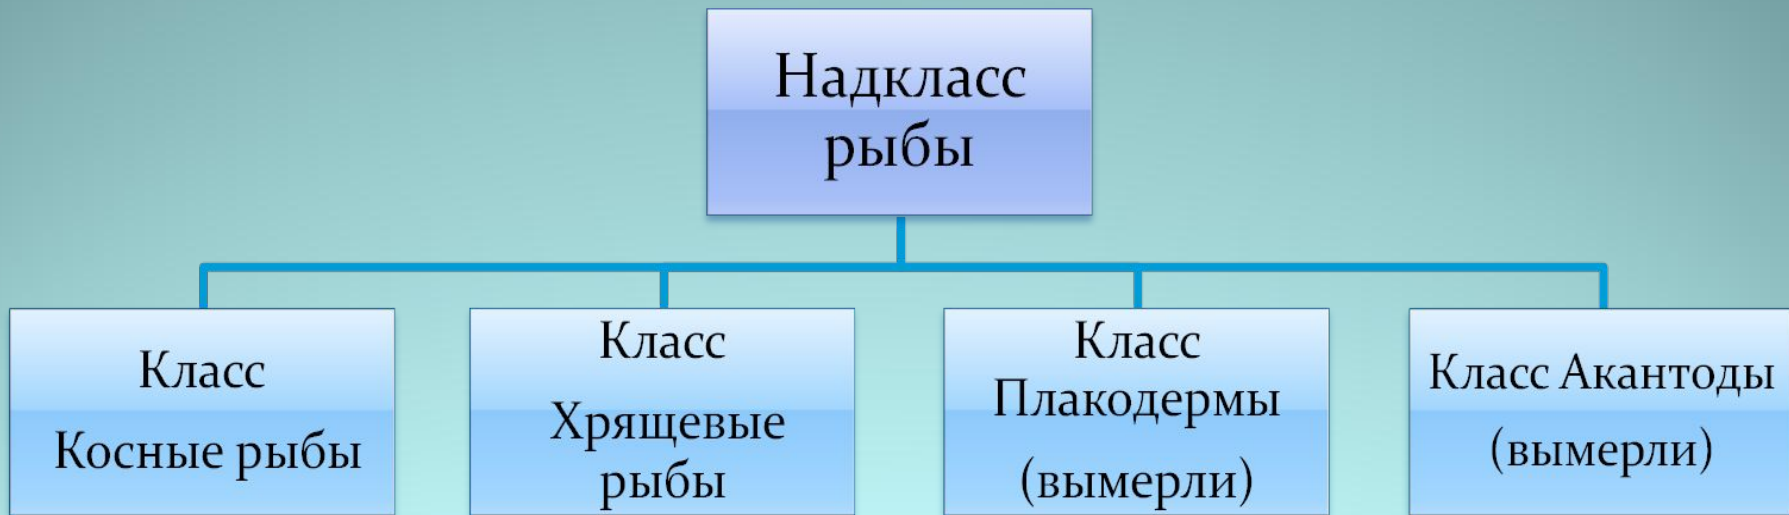 Надкласс
рыбы
Класс
Косные рыбы
Класс
Хрящевые
рыбы
Класс
Плакодермы
(вымерли)
Класс Акантоды
(вымерли)